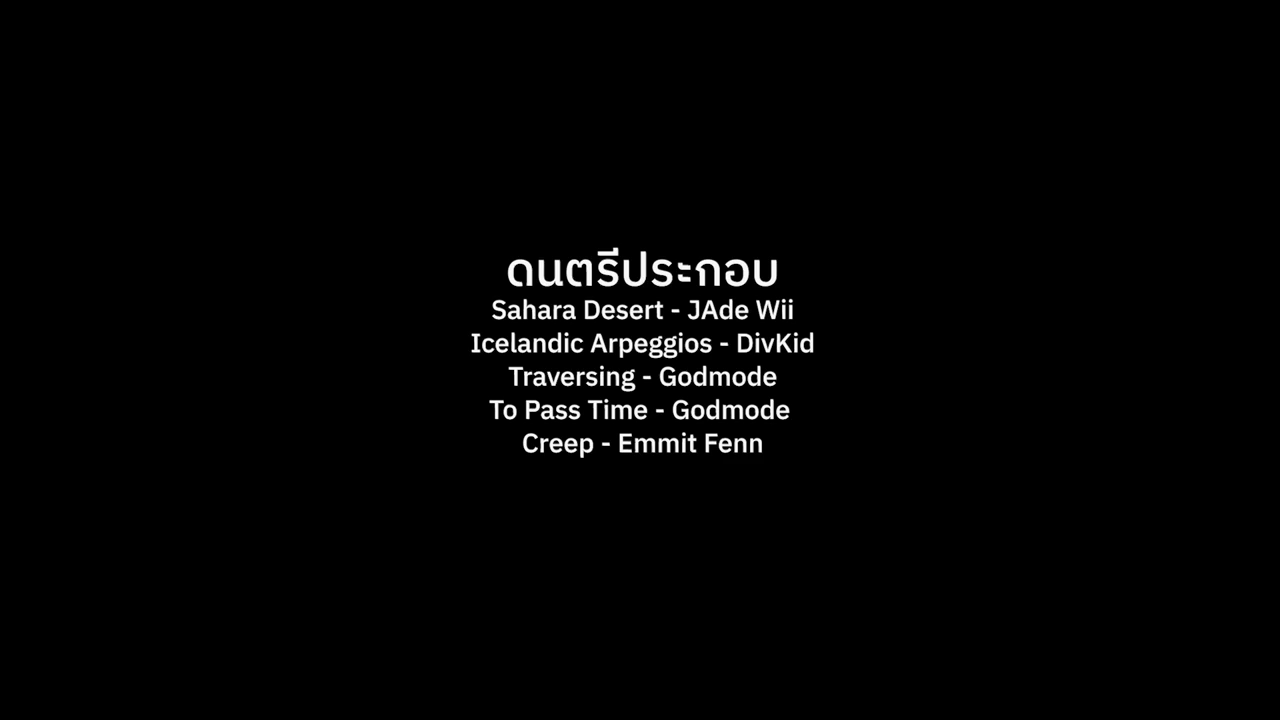 ดนตรีประกอบ
Sahara Desert - JAde Wii
Icelandic Arpeggios - DivKid
Traversing - Godmode
To Pass Time - Godmode
Creep - Emmit Fenn